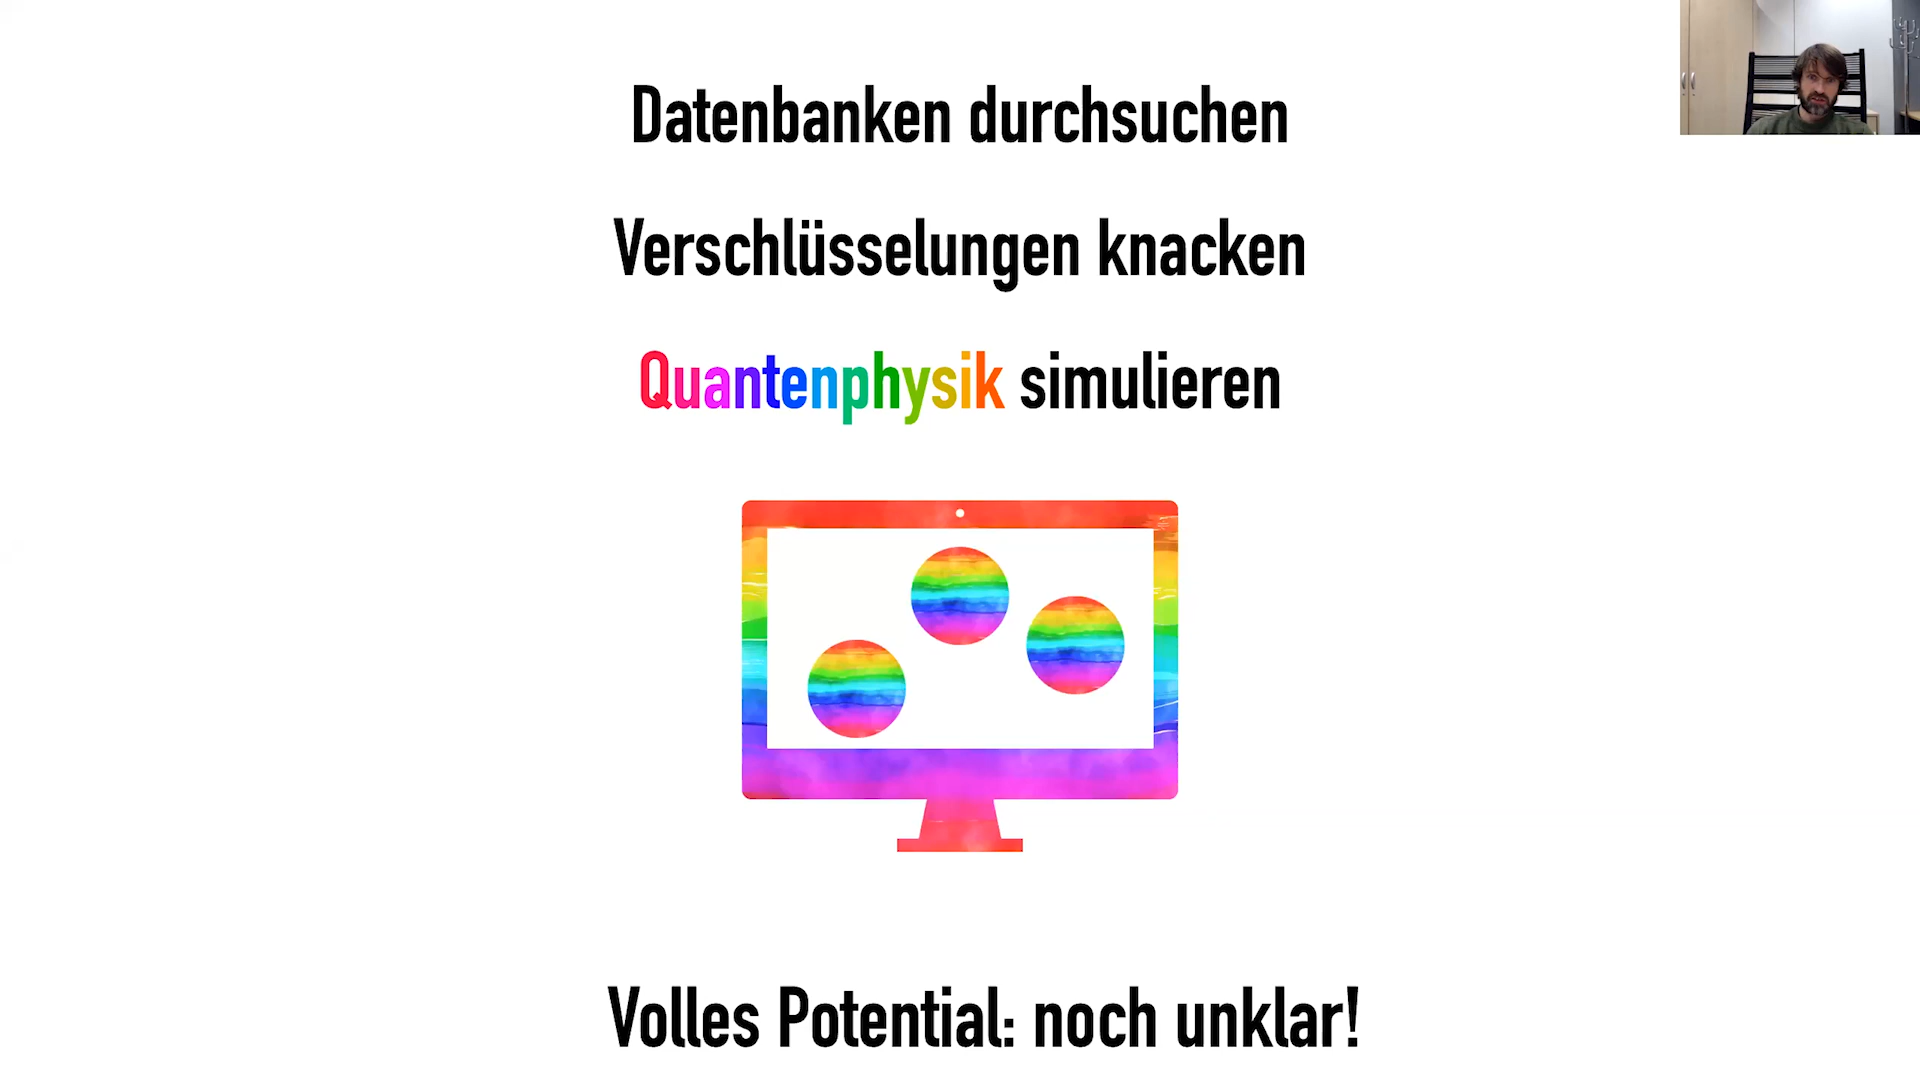 Datenbanken durchsuchen
Verschlüsselungen knacken
Quantenphysik simulieren
Volles Potential: noch unklar!